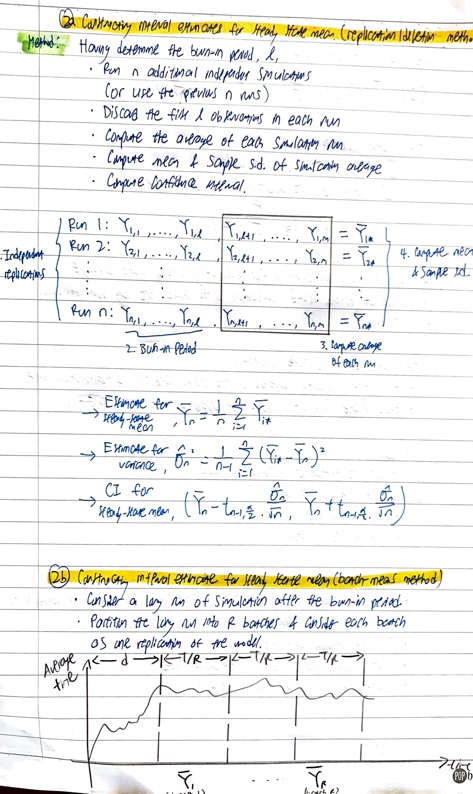 2a Constructing interval estimates for steady state mean (replication/deletion method
Method:
Having determine the burn-in period, l,
· Run n additional independent simulations
(or use the previous n runs)
· Discard the first l observations in each run
· Compute the average of each simulation run
· Compute mean & sample s.d. of simulation average
· Compute confidence interval.
Run 1: Y₁,₁, ...., Y₁,l , Y₁,l+1, ...., Y₁,m = Ȳ₁*
Run 2: Y₂,₁, ...., Y₂,l , Y₂,l+1, ...., Y₂,m = Ȳ₂*
1. Independent replications
4. Compute mean & sample s.d.
Run n: Yn,₁, ...., Yn,l , Yn,l+1, ...., Yn,m = Ȳn*
2. Burn-in period
3. Compute average of each run
→ Estimate for steady-state mean, Ȳn = 1/n Σ i=1 n Ȳi*
→ Estimate for variance, σ̂n² = 1/n-1 Σ i=1 n (Ȳi* - Ȳn)²
→ CI for steady-state mean, (Ȳn - tn-1,α/2 · σ̂n/√n, Ȳn + tn-1,α/2 · σ̂n/√n)
2b) Constructing interval estimate for steady state mean (batch means method)
· Consider a long run of simulation after the burn-in period.
· Partition the long run into R batches & consider each batch
as one replication of the model.
Average time
← d → ← T/R → ← T/R → ← T/R →
time
Ȳ₁ .... ȲR